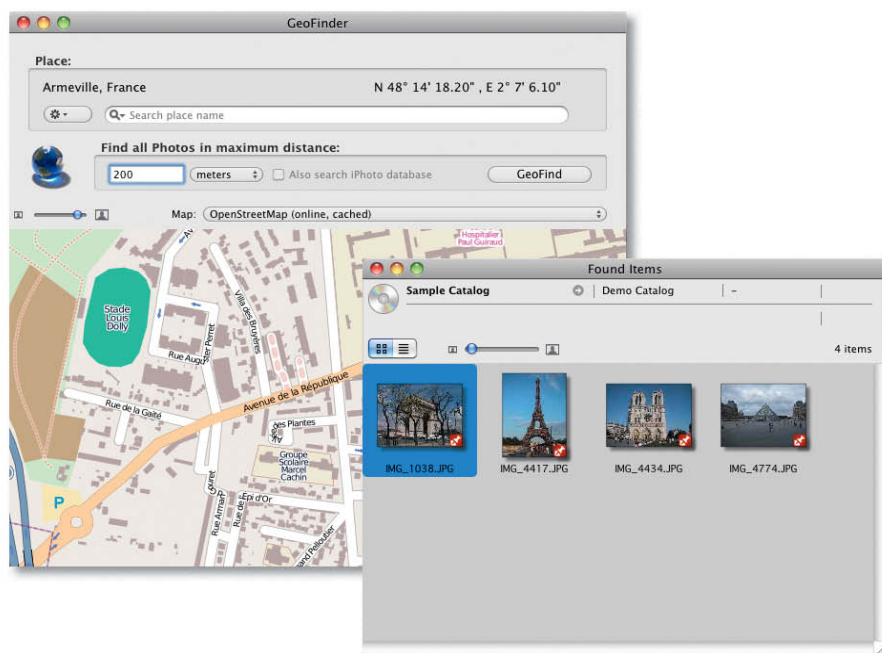 GeoFinder
Place:
Armeville, France
N 48° 14' 18.20" , E 2° 7' 6.10"
Search place name
Find all Photos in maximum distance:
200
meters
Also search iPhoto database
GeoFind
Map:
OpenStreetMap (online, cached)
Hospitalier
Paul Guiraud
Stade
Louis
Dolly
Villa des Bruyères
Rue Auguster Perret
Avenue de la République
Rue de la Gaîté
des Plantes
Groupe
Scolaire
Marcel
Cachin
Epi d'Or
P
Found Items
Sample Catalog
Demo Catalog
–
4 items
IMG_1038.JPG
IMG_4417.JPG
IMG_4434.JPG
IMG_4774.JPG